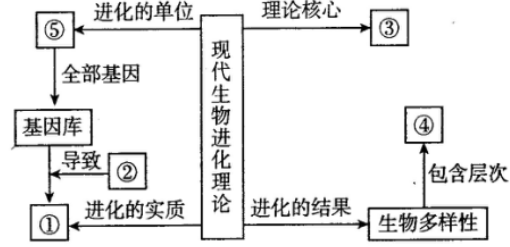 进化的单位
理论核心
⑤
③
全部基因
现代生物进化理论
基因库
④
导致
②
包含层次
①
进化的实质
进化的结果
生物多样性